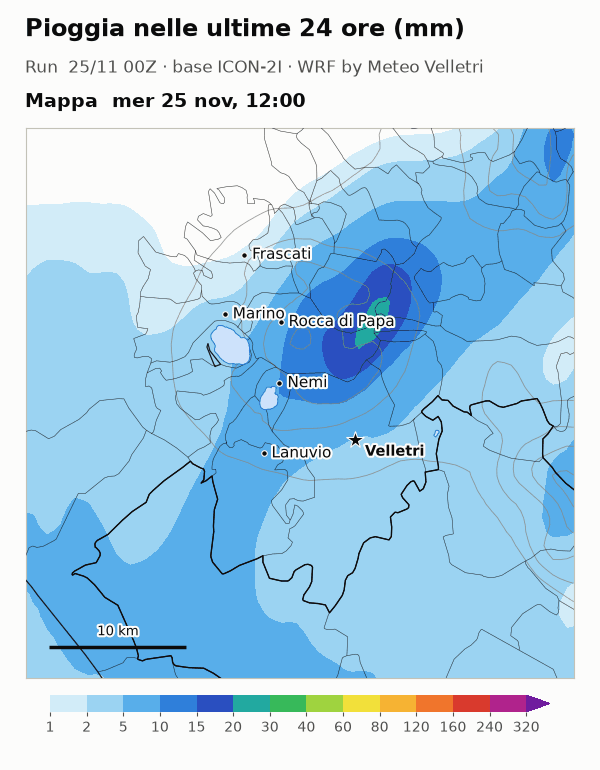 Pioggia nelle ultime 24 ore (mm)
Run  25/11 00Z · base ICON-2I · WRF by Meteo Velletri
Mappa  mer 25 nov, 12:00
Frascati
Marino
Rocca di Papa
Nemi
Velletri
Lanuvio
10 km
1 2 5 10 15 20 30 40 60 80 120 160 240 320